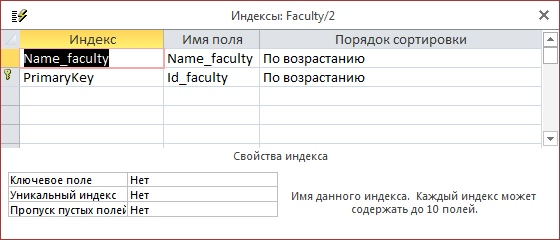 Индексы: Faculty/2
Индекс Имя поля Порядок сортировки
Name_faculty Name_faculty По возрастанию
PrimaryKey Id_faculty По возрастанию
Свойства индекса
Ключевое поле Нет
Уникальный индекс Нет
Пропуск пустых полей Нет
Имя данного индекса. Каждый индекс может
содержать до 10 полей.